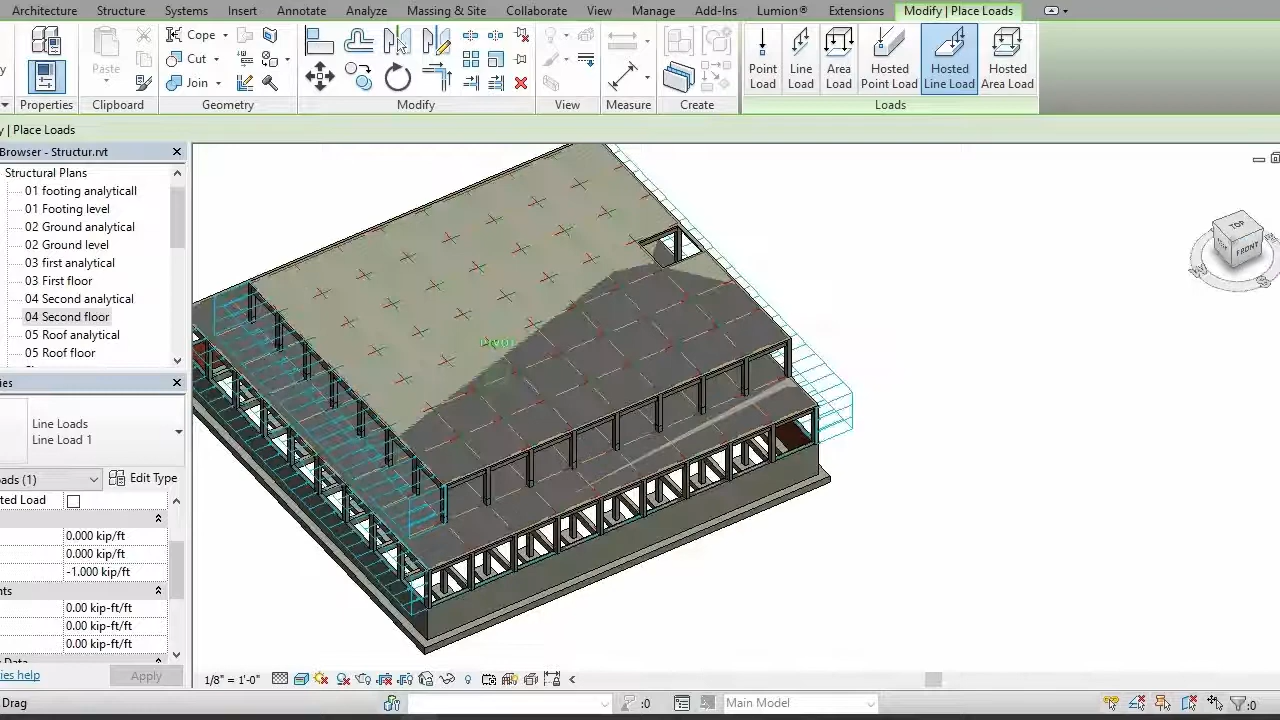 Architecture Structure Systems Insert Annotate Analyze Massing & Site Collaborate View Manage Add-Ins Lumion® Extensions Modify | Place Loads
Cope
Cut
Join
Paste
Point Load
Line Load
Area Load
Hosted Point Load
Hosted Line Load
Hosted Area Load
Properties Clipboard Geometry Modify View Measure Create Loads
y | Place Loads
Browser - Structur.rvt
Structural Plans
01 footing analyticall
01 Footing level
02 Ground analytical
02 Ground level
03 first analytical
03 First floor
04 Second analytical
04 Second floor
05 Roof analytical
05 Roof floor
ies
Line Loads
Line Load 1
oads (1) Edit Type
ted Load
0.000 kip/ft
0.000 kip/ft
-1.000 kip/ft
nts
0.00 kip-ft/ft
0.00 kip-ft/ft
0.00 kip-ft/ft
Data
ies help Apply
TOP
FRONT
1/8" = 1'-0"
Drag :0 Main Model :0